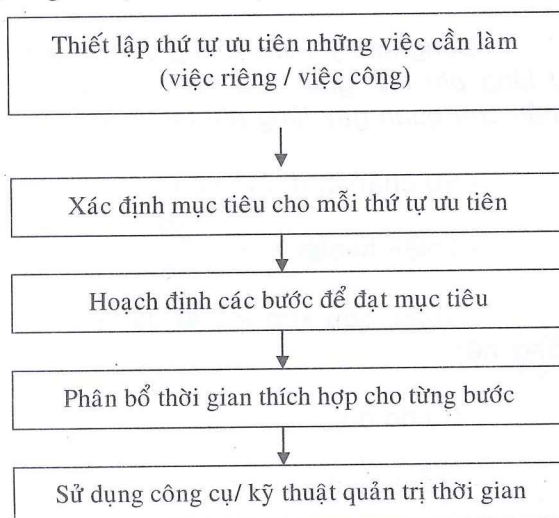 Thiết lập thứ tự ưu tiên những việc cần làm
(việc riêng / việc công)
Xác định mục tiêu cho mỗi thứ tự ưu tiên
Hoạch định các bước để đạt mục tiêu
Phân bổ thời gian thích hợp cho từng bước
Sử dụng công cụ/ kỹ thuật quản trị thời gian